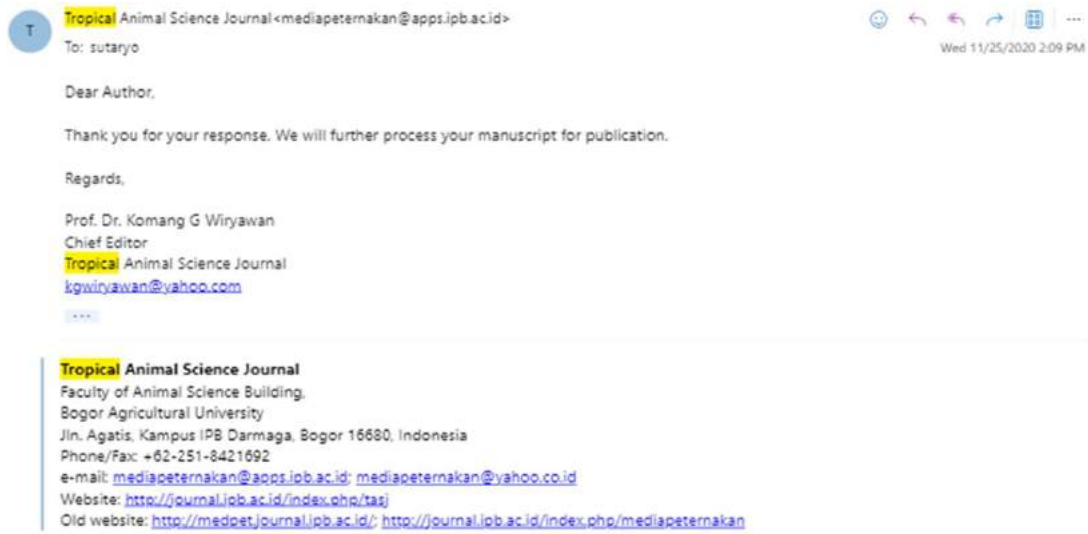 T
Tropical Animal Science Journal<mediapeternakan@apps.ipb.ac.id>
To: sutaryo
Wed 11/25/2020 2:09 PM
Dear Author,
Thank you for your response. We will further process your manuscript for publication.
Regards,
Prof. Dr. Komang G Wiryawan
Chief Editor
Tropical Animal Science Journal
kgwiryawan@yahoo.com
Tropical Animal Science Journal
Faculty of Animal Science Building,
Bogor Agricultural University
Jln. Agatis, Kampus IPB Darmaga, Bogor 16680, Indonesia
Phone/Fax: +62-251-8421692
e-mail: mediapeternakan@apps.ipb.ac.id; mediapeternakan@yahoo.co.id
Website: http://journal.ipb.ac.id/index.php/tasj
Old website: http://medpet.journal.ipb.ac.id/; http://journal.ipb.ac.id/index.php/mediapeternakan